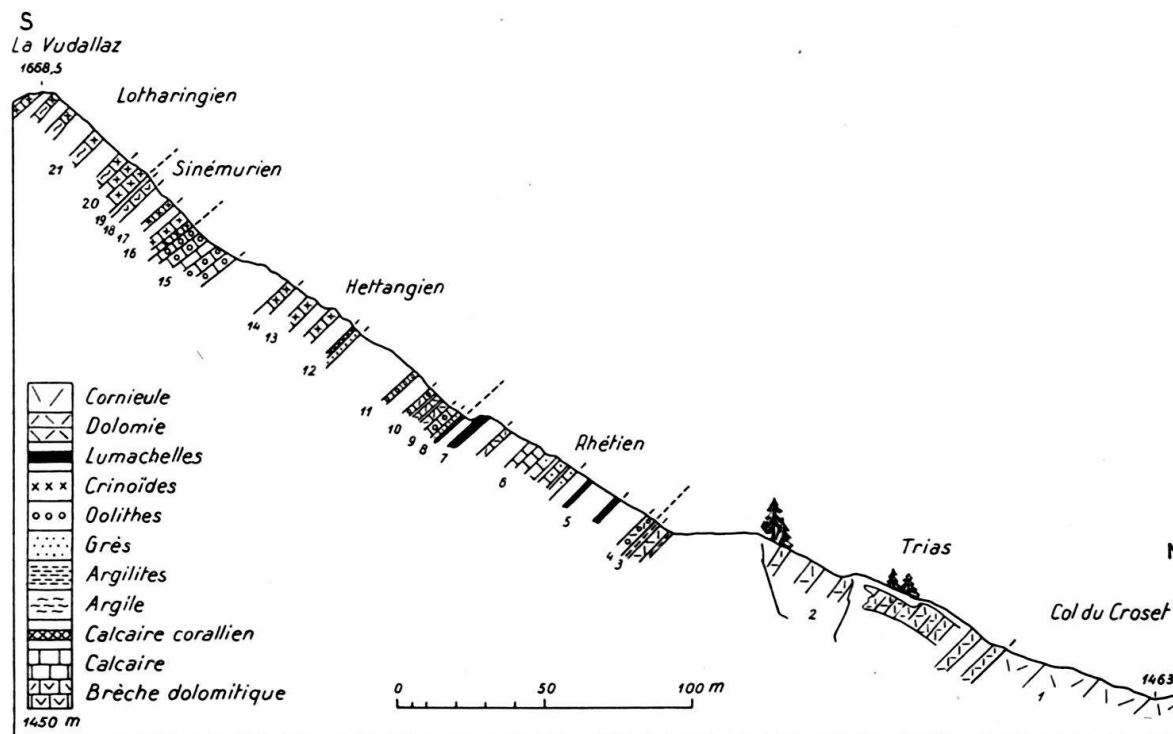 S
La Vudallaz
1668,5
Lotharingien
21
Sinémurien
20
19
18
17
16
15
Hettangien
14
13
12
11
10
9
8
7
Rhétien
6
5
4
3
Trias
N
2
Col du Croset
1463
1
Cornieule
Dolomie
Lumachelles
Crinoïdes
Oolithes
Grès
Argilites
Argile
Calcaire corallien
Calcaire
Brèche dolomitique
1450 m
0 50 100 m